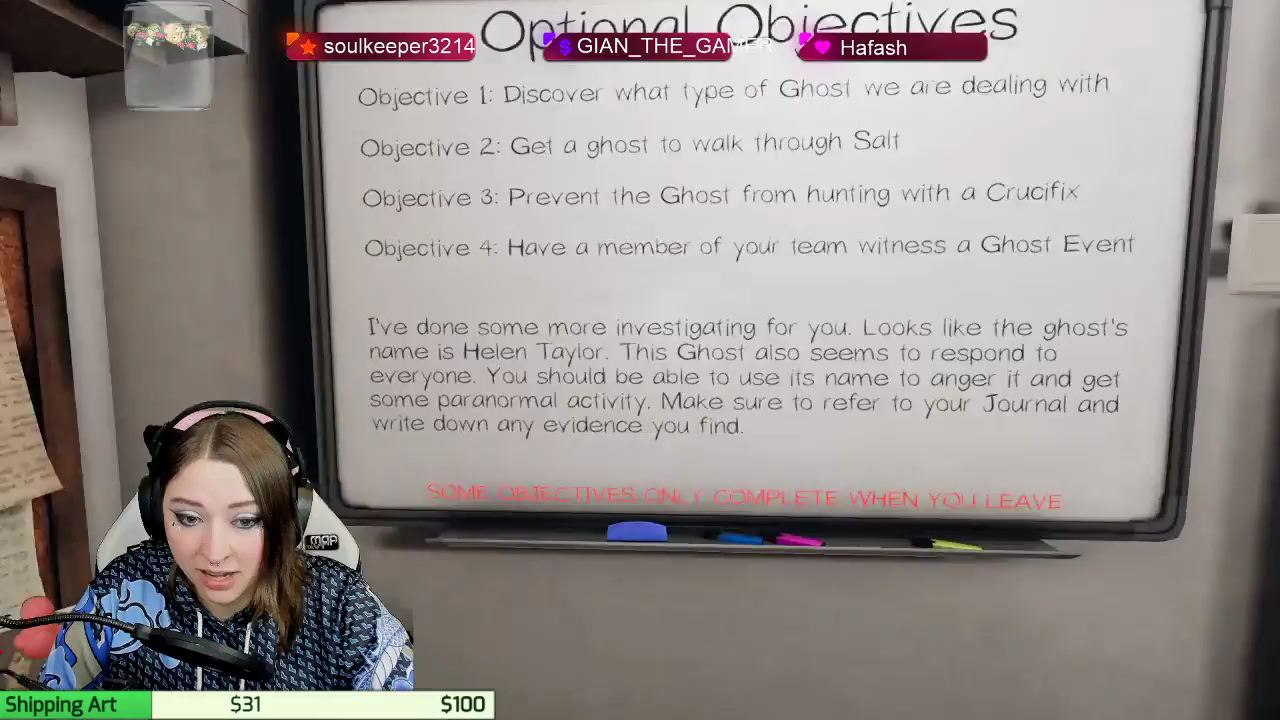 Optional Objectives
soulkeeper3214
GIAN_THE_GAMER
Hafash
Objective 1: Discover what type of Ghost we are dealing with
Objective 2: Get a ghost to walk through Salt
Objective 3: Prevent the Ghost from hunting with a Crucifix
Objective 4: Have a member of your team witness a Ghost Event
I've done some more investigating for you. Looks like the ghost's
name is Helen Taylor. This Ghost also seems to respond to
everyone. You should be able to use its name to anger it and get
some paranormal activity. Make sure to refer to your Journal and
write down any evidence you find.
SOME OBJECTIVES ONLY COMPLETE WHEN YOU LEAVE
Shipping Art $31 $100